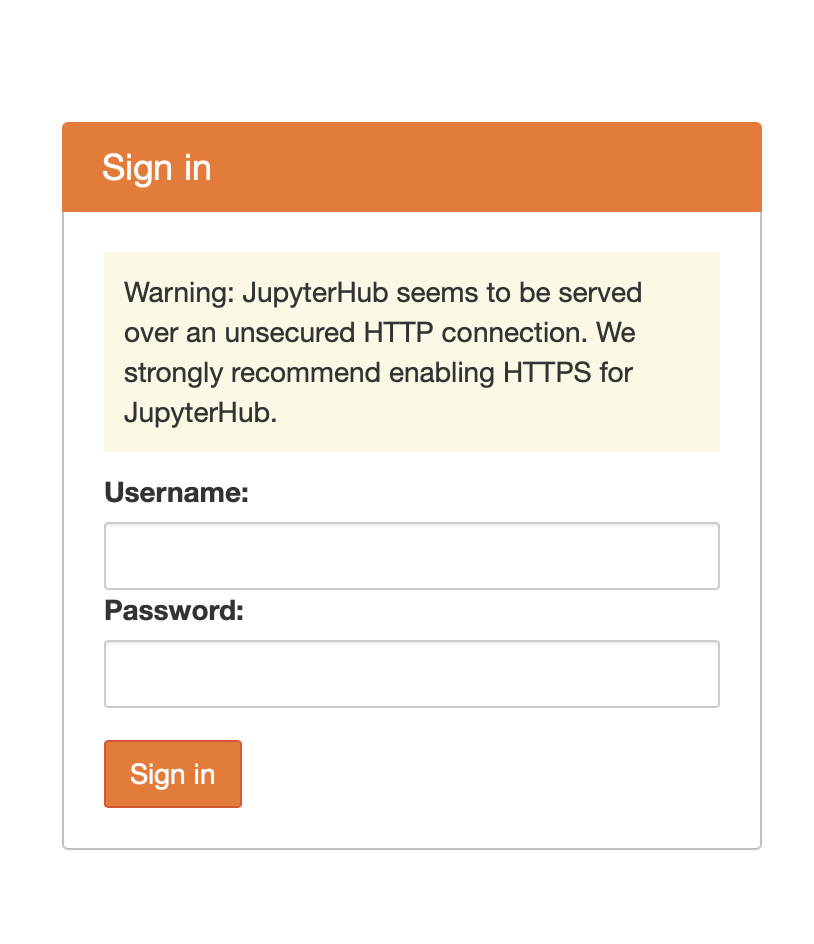 Sign in
Warning: JupyterHub seems to be served
over an unsecured HTTP connection. We
strongly recommend enabling HTTPS for
JupyterHub.
Username:
Password:
Sign in